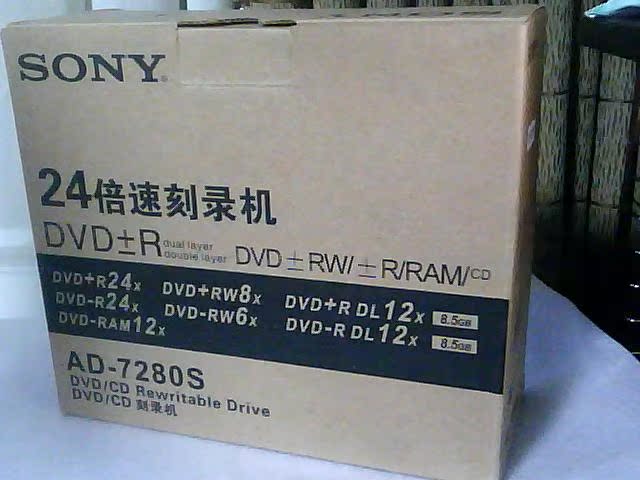 SONY
24倍速刻录机
DVD±R dual layer double layer DVD±RW/±R/RAM/CD
DVD+R24x DVD+RW8x DVD+R DL12x 8.5GB
DVD-R24x DVD-RW6x DVD-R DL12x 8.5GB
DVD-RAM12x
AD-7280S
DVD/CD Rewritable Drive
DVD/CD 刻录机